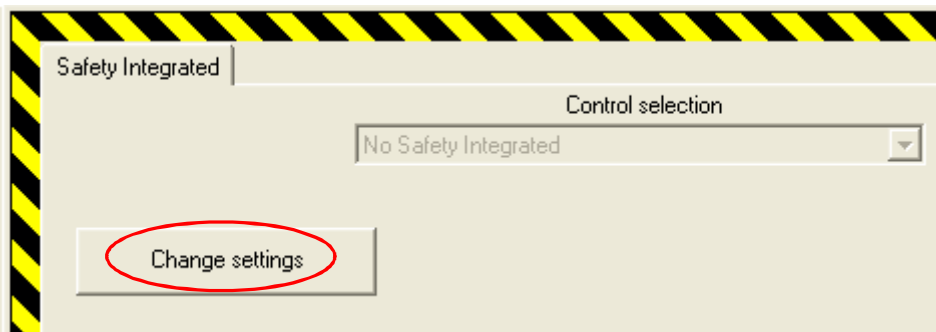 Safety Integrated
Control selection
No Safety Integrated
Change settings